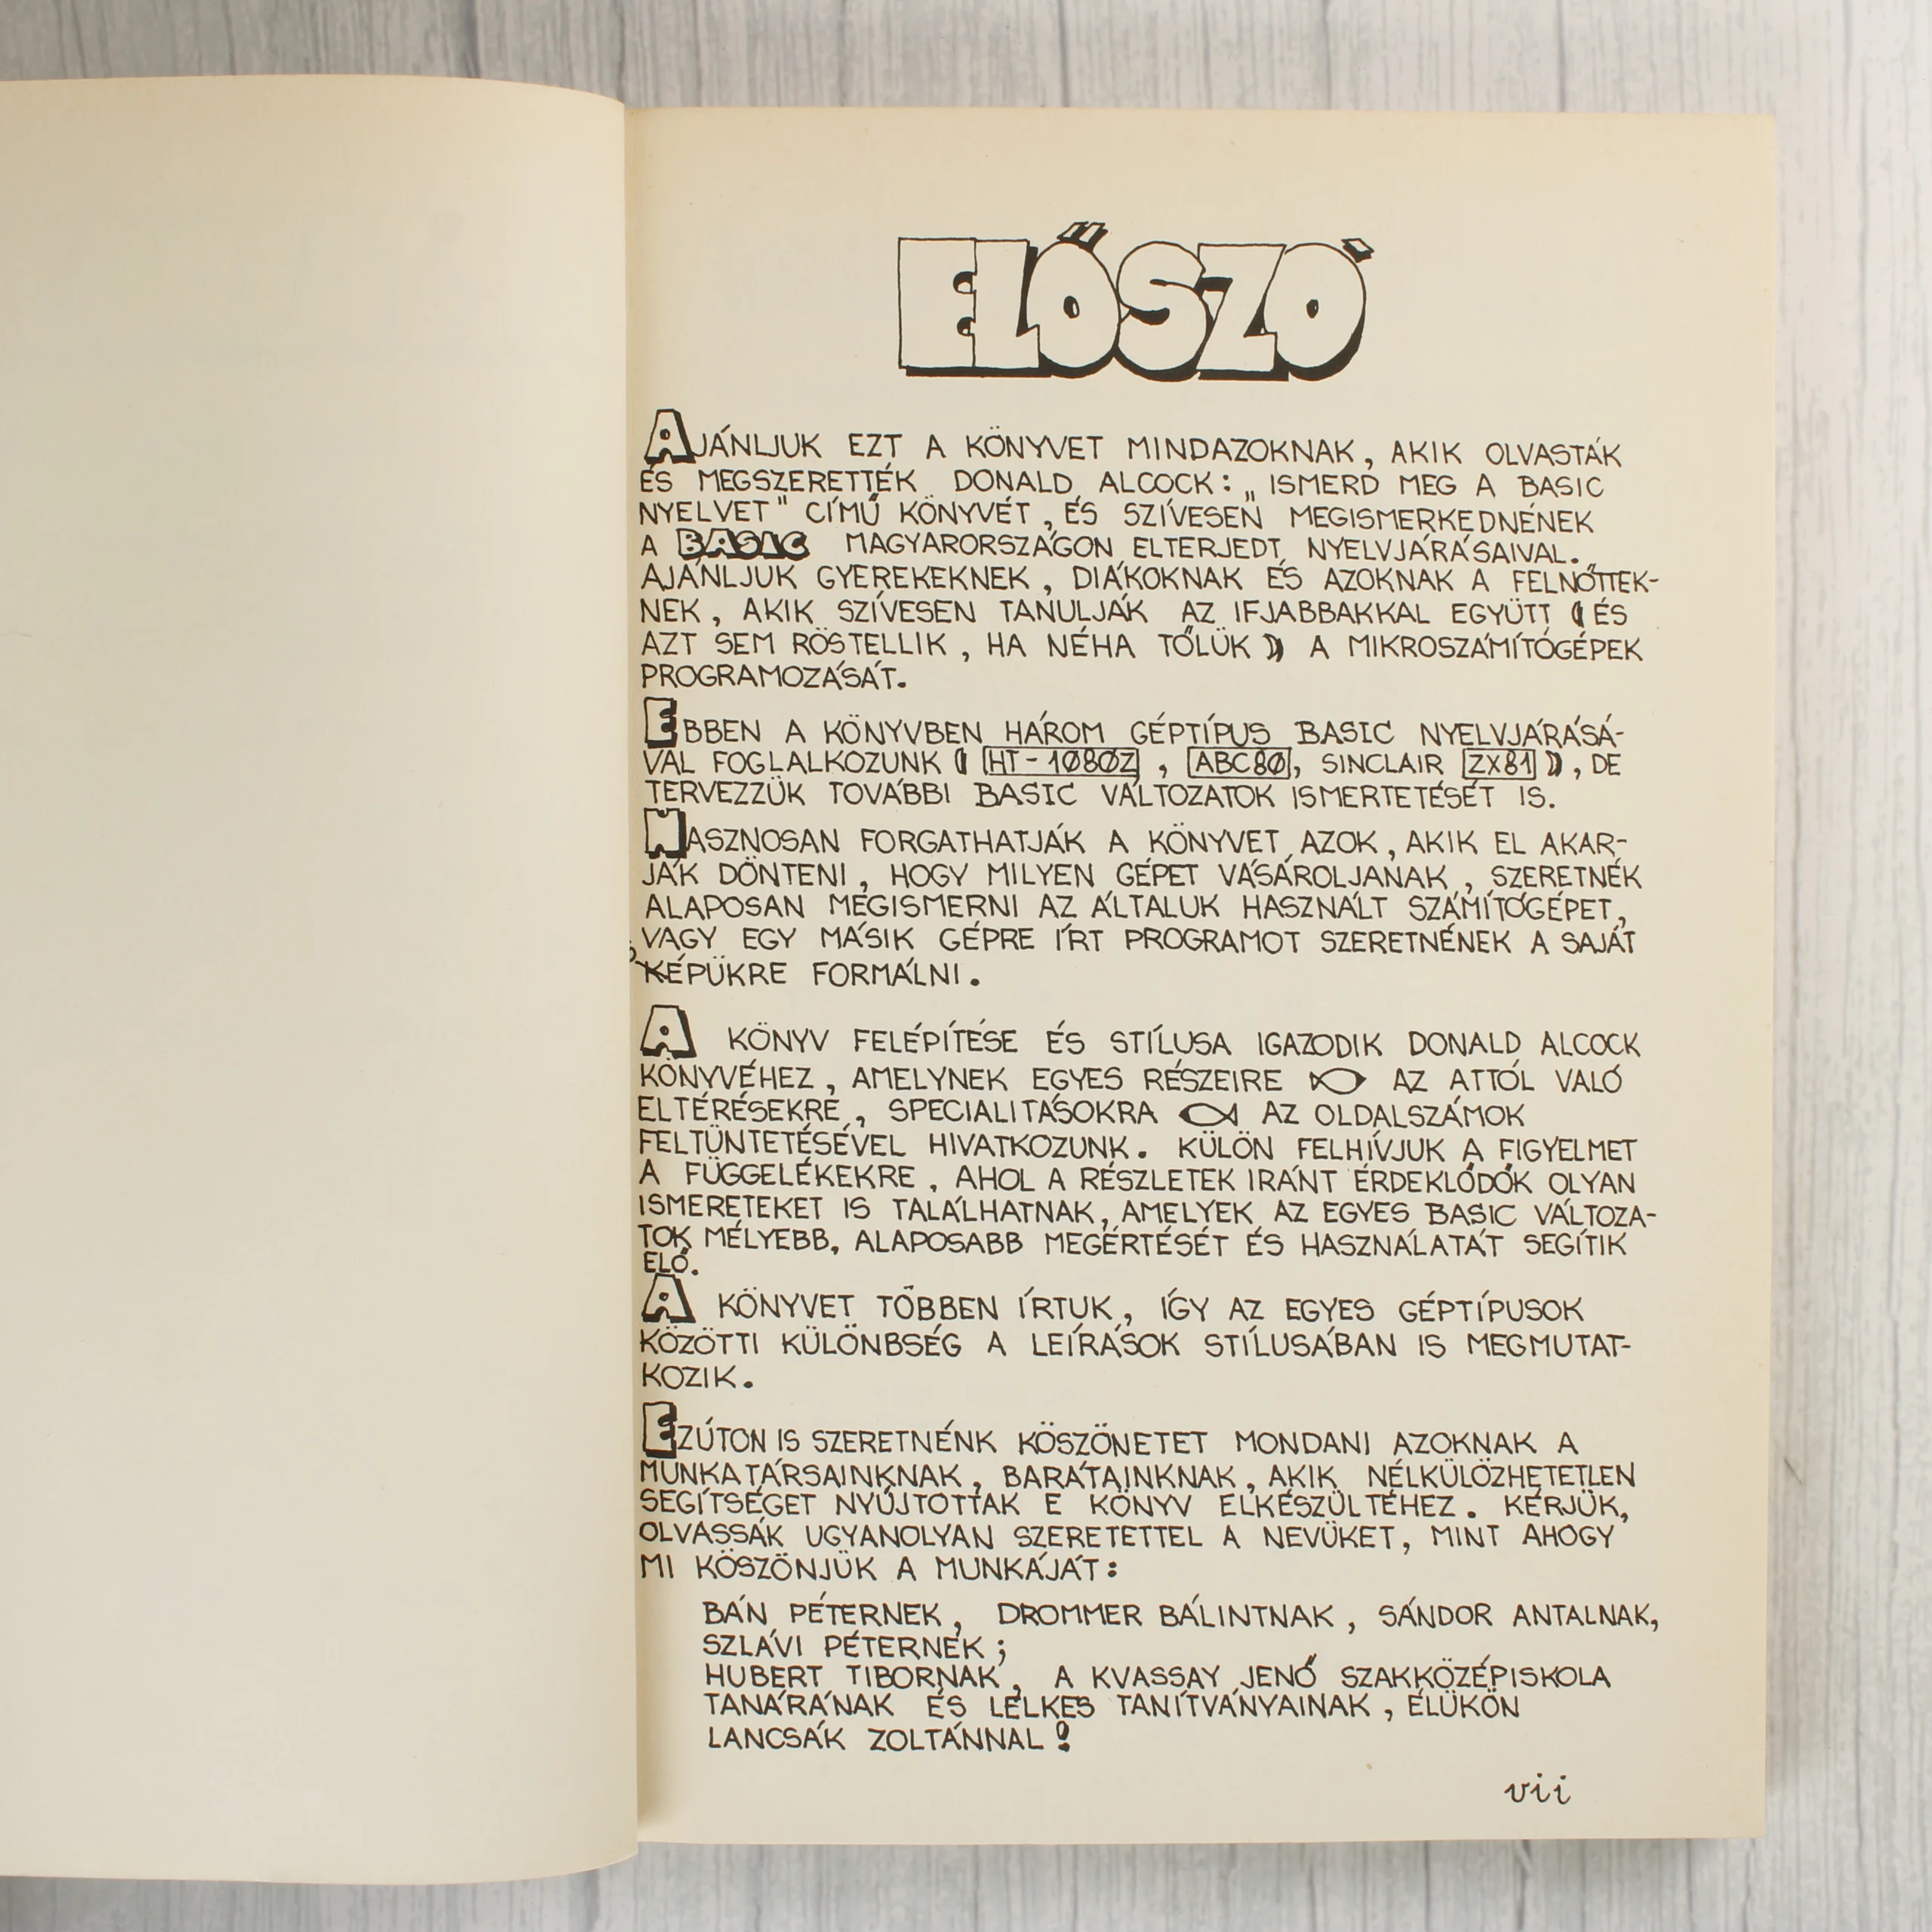 ELŐSZÓ
AJÁNLJUK EZT A KÖNYVET MINDAZOKNAK, AKIK OLVASTÁK
ÉS MEGSZERETTÉK DONALD ALCOCK: „ISMERD MEG A BASIC
NYELVET" CÍMŰ KÖNYVÉT, ÉS SZÍVESEN MEGISMERKEDNÉNEK
A BASIC MAGYARORSZÁGON ELTERJEDT NYELVJÁRÁSAIVAL.
AJÁNLJUK GYEREKEKNEK, DIÁKOKNAK ÉS AZOKNAK A FELNŐTTEK-
NEK, AKIK SZÍVESEN TANULJÁK AZ IFJABBAKKAL EGYÜTT (ÉS
AZT SEM RÖSTELLIK, HA NÉHA TŐLÜK) A MIKROSZÁMÍTÓGÉPEK
PROGRAMOZÁSÁT.
EBBEN A KÖNYVBEN HÁROM GÉPTÍPUS BASIC NYELVJÁRÁSÁ-
VAL FOGLALKOZUNK (HT-1080Z, ABC80, SINCLAIR ZX81), DE
TERVEZZÜK TOVÁBBI BASIC VÁLTOZATOK ISMERTETÉSÉT IS.
HASZNOSAN FORGATHATJÁK A KÖNYVET AZOK, AKIK EL AKAR-
JÁK DÖNTENI, HOGY MILYEN GÉPET VÁSÁROLJANAK, SZERETNÉK
ALAPOSAN MEGISMERNI AZ ÁLTALUK HASZNÁLT SZÁMÍTÓGÉPET,
VAGY EGY MÁSIK GÉPRE ÍRT PROGRAMOT SZERETNÉNEK A SAJÁT
KÉPÜKRE FORMÁLNI.
A KÖNYV FELÉPÍTÉSE ÉS STÍLUSA IGAZODIK DONALD ALCOCK
KÖNYVÉHEZ, AMELYNEK EGYES RÉSZEIRE AZ ATTÓL VALÓ
ELTÉRÉSEKRE, SPECIALITÁSOKRA AZ OLDALSZÁMOK
FELTÜNTETÉSÉVEL HIVATKOZUNK. KÜLÖN FELHÍVJUK A FIGYELMET
A FÜGGELÉKEKRE, AHOL A RÉSZLETEK IRÁNT ÉRDEKLŐDŐK OLYAN
ISMERETEKET IS TALÁLHATNAK, AMELYEK AZ EGYES BASIC VÁLTOZA-
TOK MÉLYEBB, ALAPOSABB MEGÉRTÉSÉT ÉS HASZNÁLATÁT SEGÍTIK
ELŐ.
A KÖNYVET TÖBBEN ÍRTUK, ÍGY AZ EGYES GÉPTÍPUSOK
KÖZÖTTI KÜLÖNBSÉG A LEÍRÁSOK STÍLUSÁBAN IS MEGMUTAT-
KOZIK.
EZÚTON IS SZERETNÉNK KÖSZÖNETET MONDANI AZOKNAK A
MUNKATÁRSAINKNAK, BARÁTAINKNAK, AKIK NÉLKÜLÖZHETETLEN
SEGÍTSÉGET NYÚJTOTTAK E KÖNYV ELKÉSZÜLTÉHEZ. KÉRJÜK,
OLVASSÁK UGYANOLYAN SZERETETTEL A NEVÜKET, MINT AHOGY
MI KÖSZÖNJÜK A MUNKÁJÁT:
BÁN PÉTERNEK, DROMMER BÁLINTNAK, SÁNDOR ANTALNAK,
SZLÁVI PÉTERNEK;
HUBERT TIBORNAK, A KVASSAY JENŐ SZAKKÖZÉPISKOLA
TANÁRÁNAK ÉS LELKES TANÍTVÁNYAINAK, ÉLÜKÖN
LANCSÁK ZOLTÁNNAL!
vii